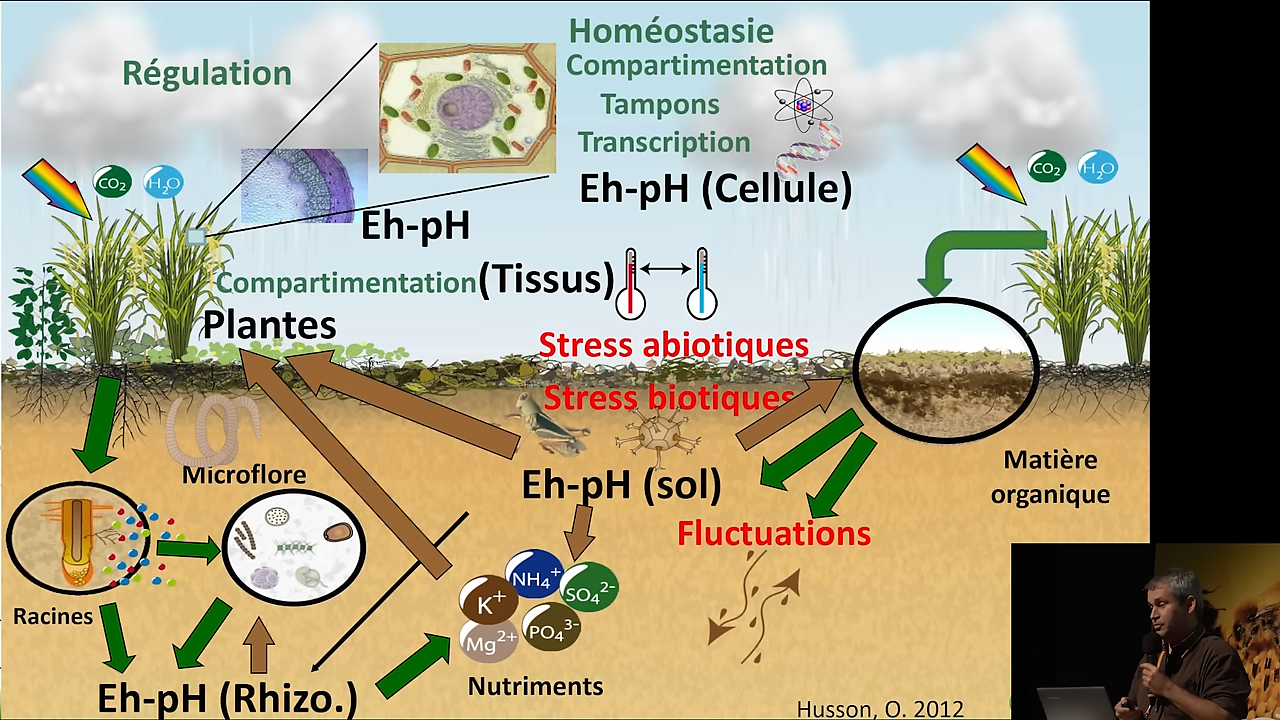 Homéostasie
Régulation
Compartimentation
Tampons
Transcription
CO₂ H₂O
CO₂ H₂O
Eh-pH (Cellule)
Eh-pH
Compartimentation (Tissus)
Plantes
Stress abiotiques
Stress biotiques
Microflore
Eh-pH (sol)
Matière
organique
Fluctuations
NH₄⁺
SO₄²⁻
K⁺
PO₄³⁻
Mg²⁺
Racines
Nutriments
Eh-pH (Rhizo.)
Husson, O. 2012